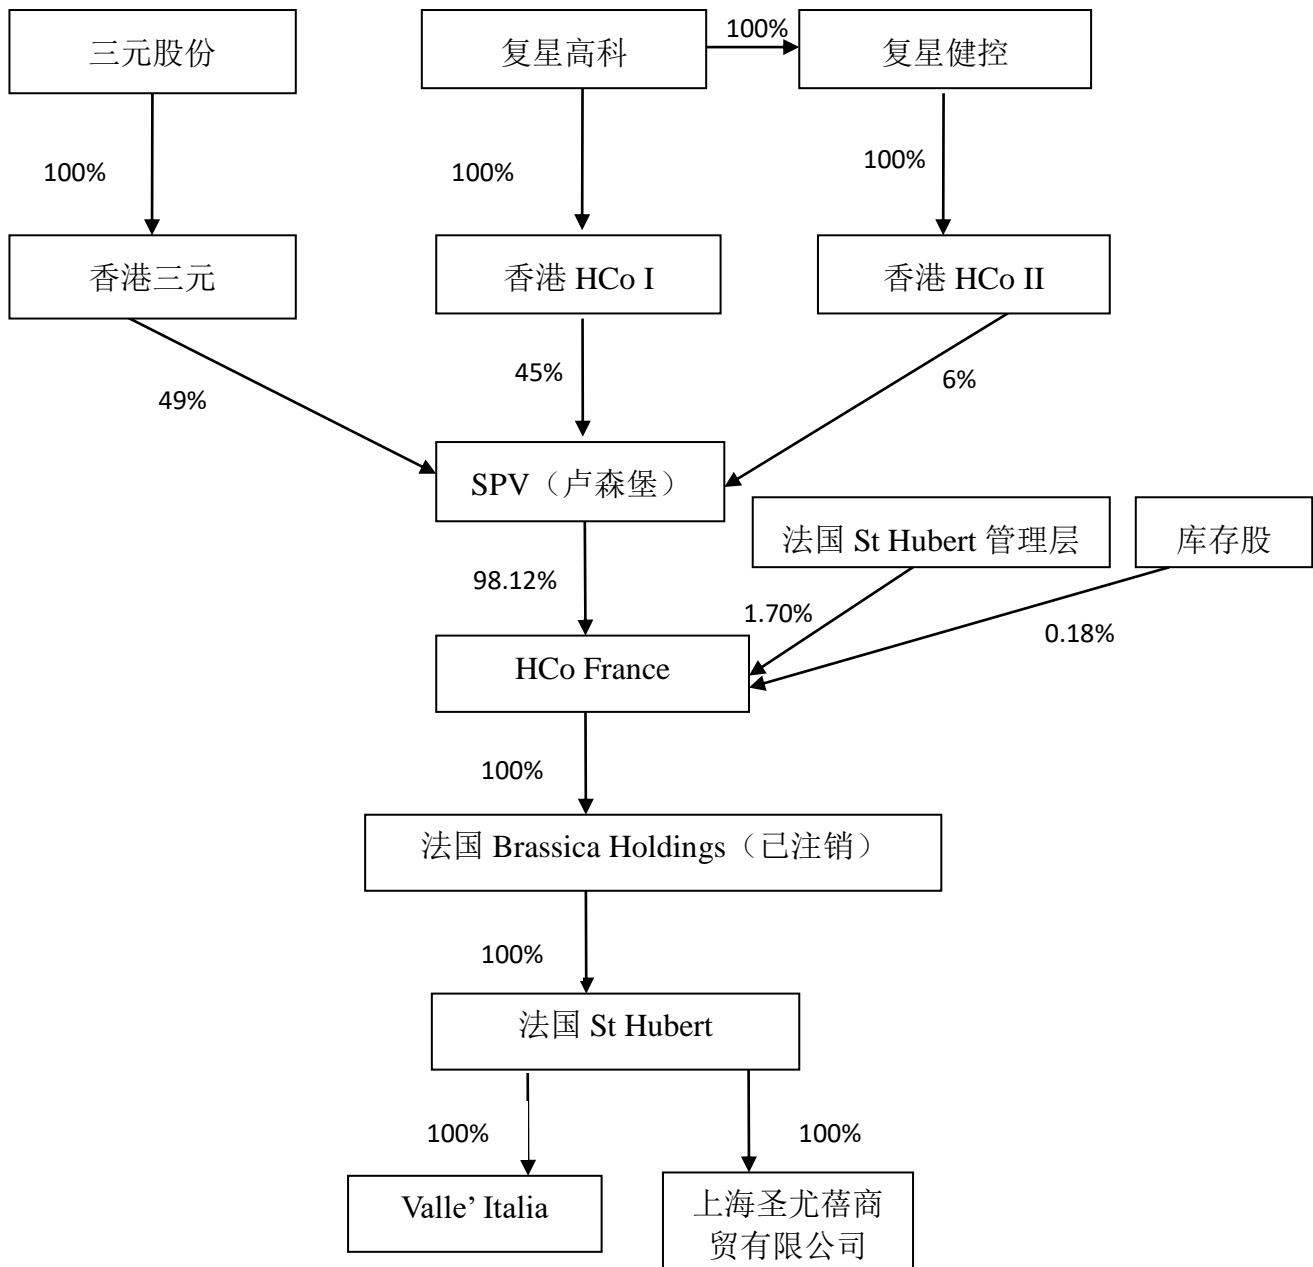 三元股份
复星高科
100%
复星健控
100%
100%
100%
香港三元
香港 HCo I
香港 HCo II
49%
45%
6%
SPV（卢森堡）
法国 St Hubert 管理层
库存股
98.12%
1.70%
0.18%
HCo France
100%
法国 Brassica Holdings（已注销）
100%
法国 St Hubert
100%
100%
Valle’ Italia
上海圣尤蓓商
贸有限公司